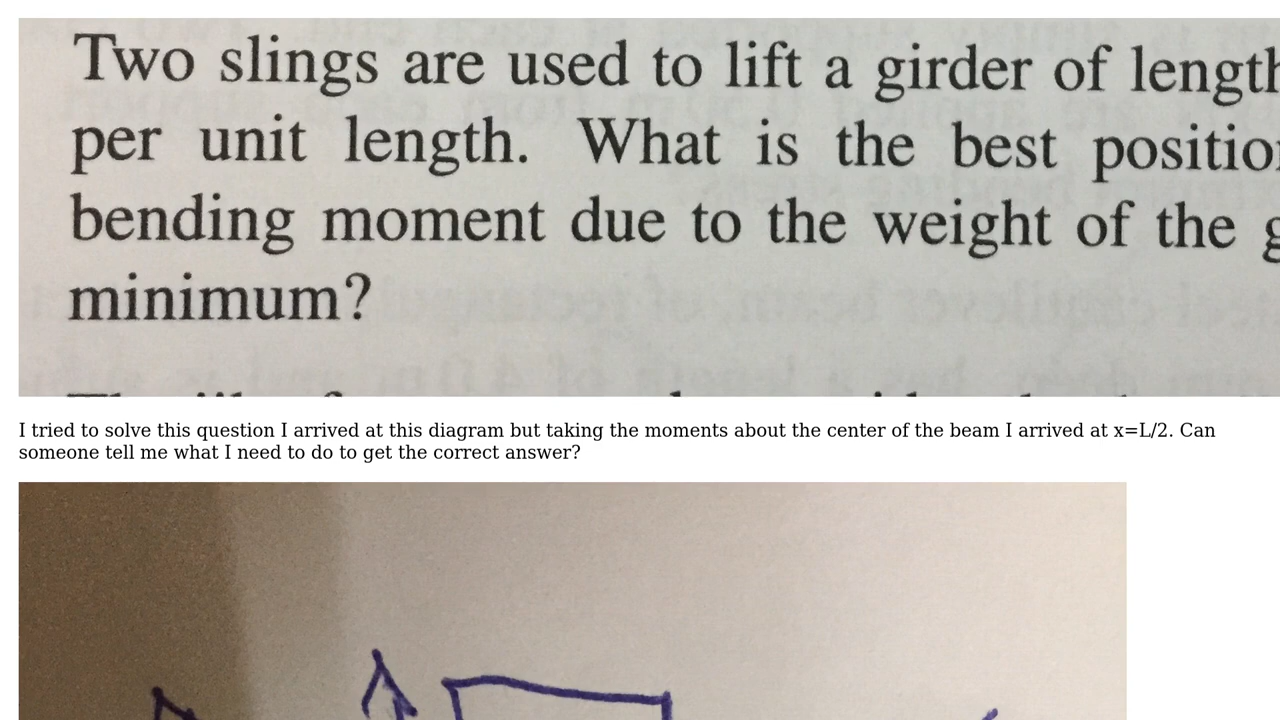 Two slings are used to lift a girder of length
per unit length. What is the best
bending moment due to the weight of the
minimum?
I tried to solve this question I arrived at this diagram but taking the moments about the center of the beam I arrived at x=L/2. Can
someone tell me what I need to do to get the correct answer?